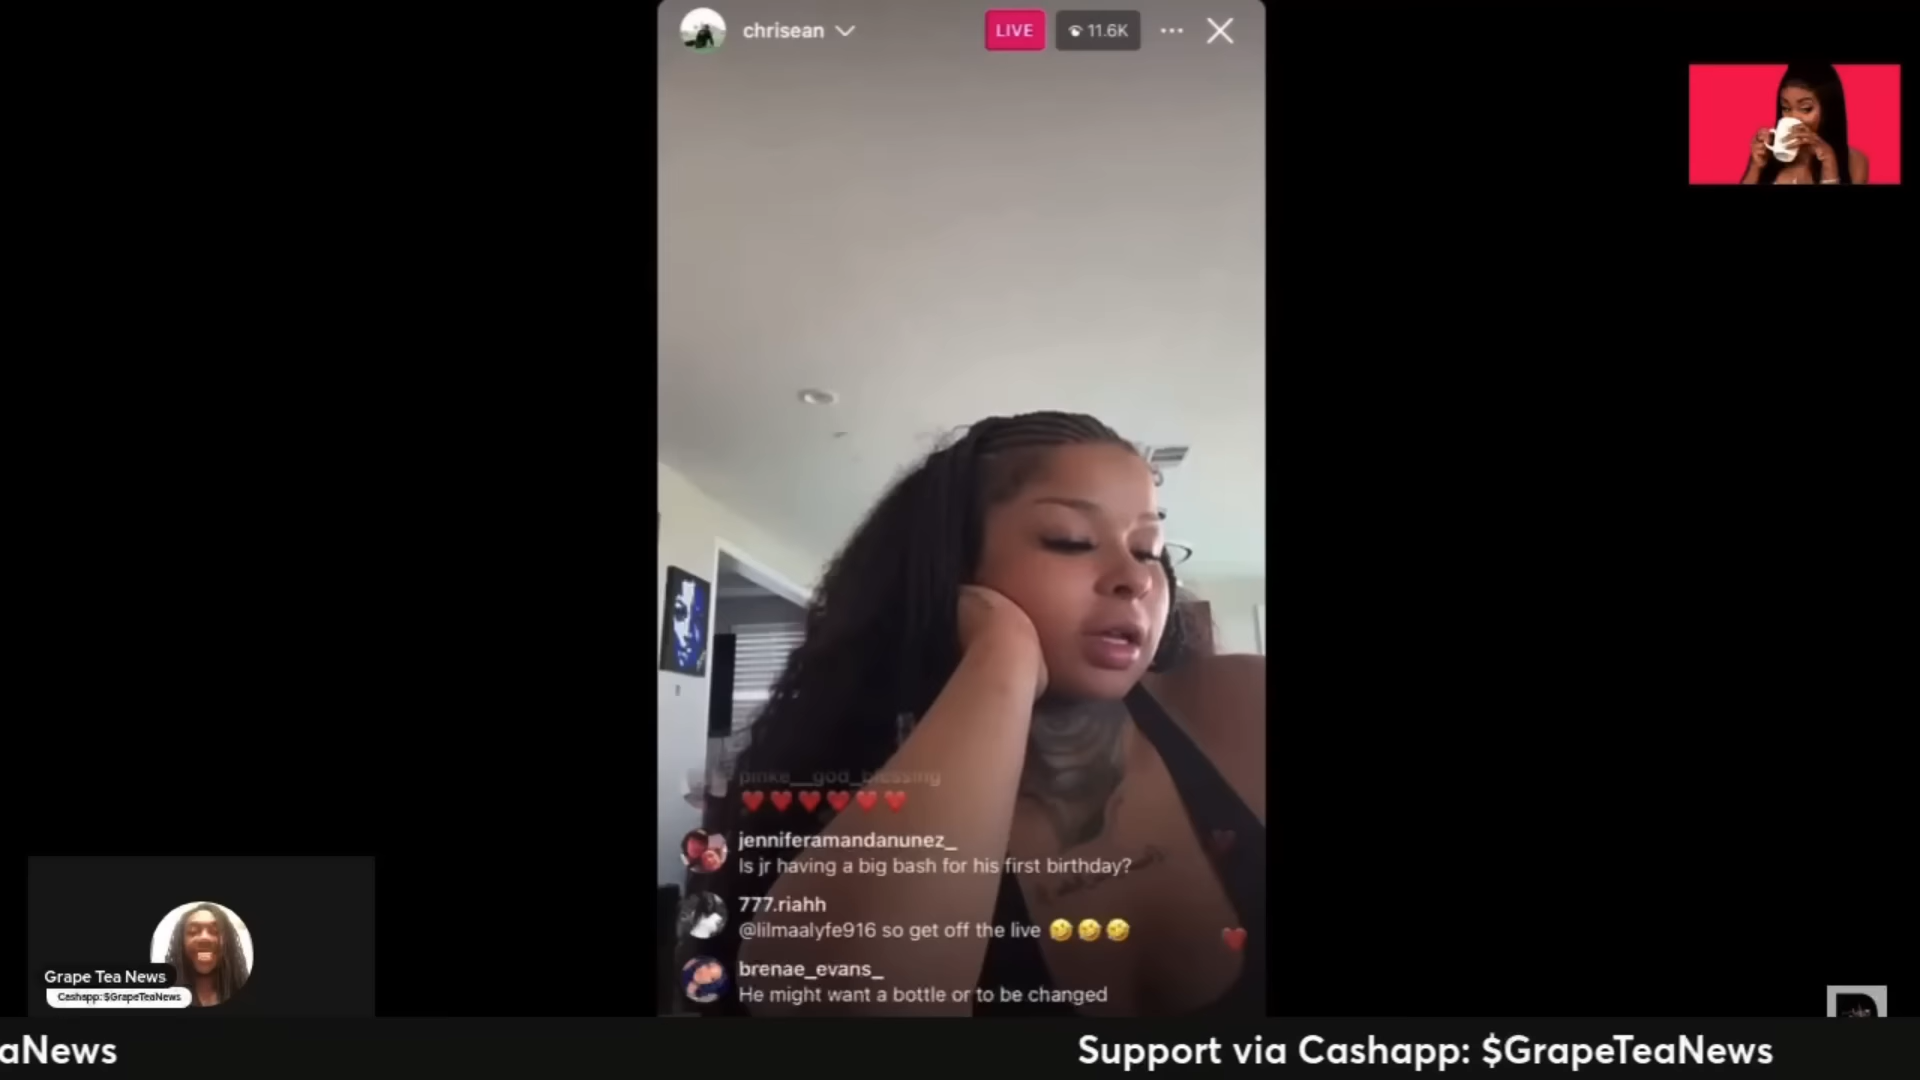 chrisean
LIVE
11.6K
pinke__god_blessing
❤️❤️❤️❤️❤️❤️
jenniferamandanunez_
Is jr having a big bash for his first birthday?
777.riahh
@lilmaalyfe916 so get off the live 🤣🤣🤣
brenae_evans_
He might want a bottle or to be changed
Grape Tea News
Cashapp: $GrapeTeaNews
aNews
Support via Cashapp: $GrapeTeaNews